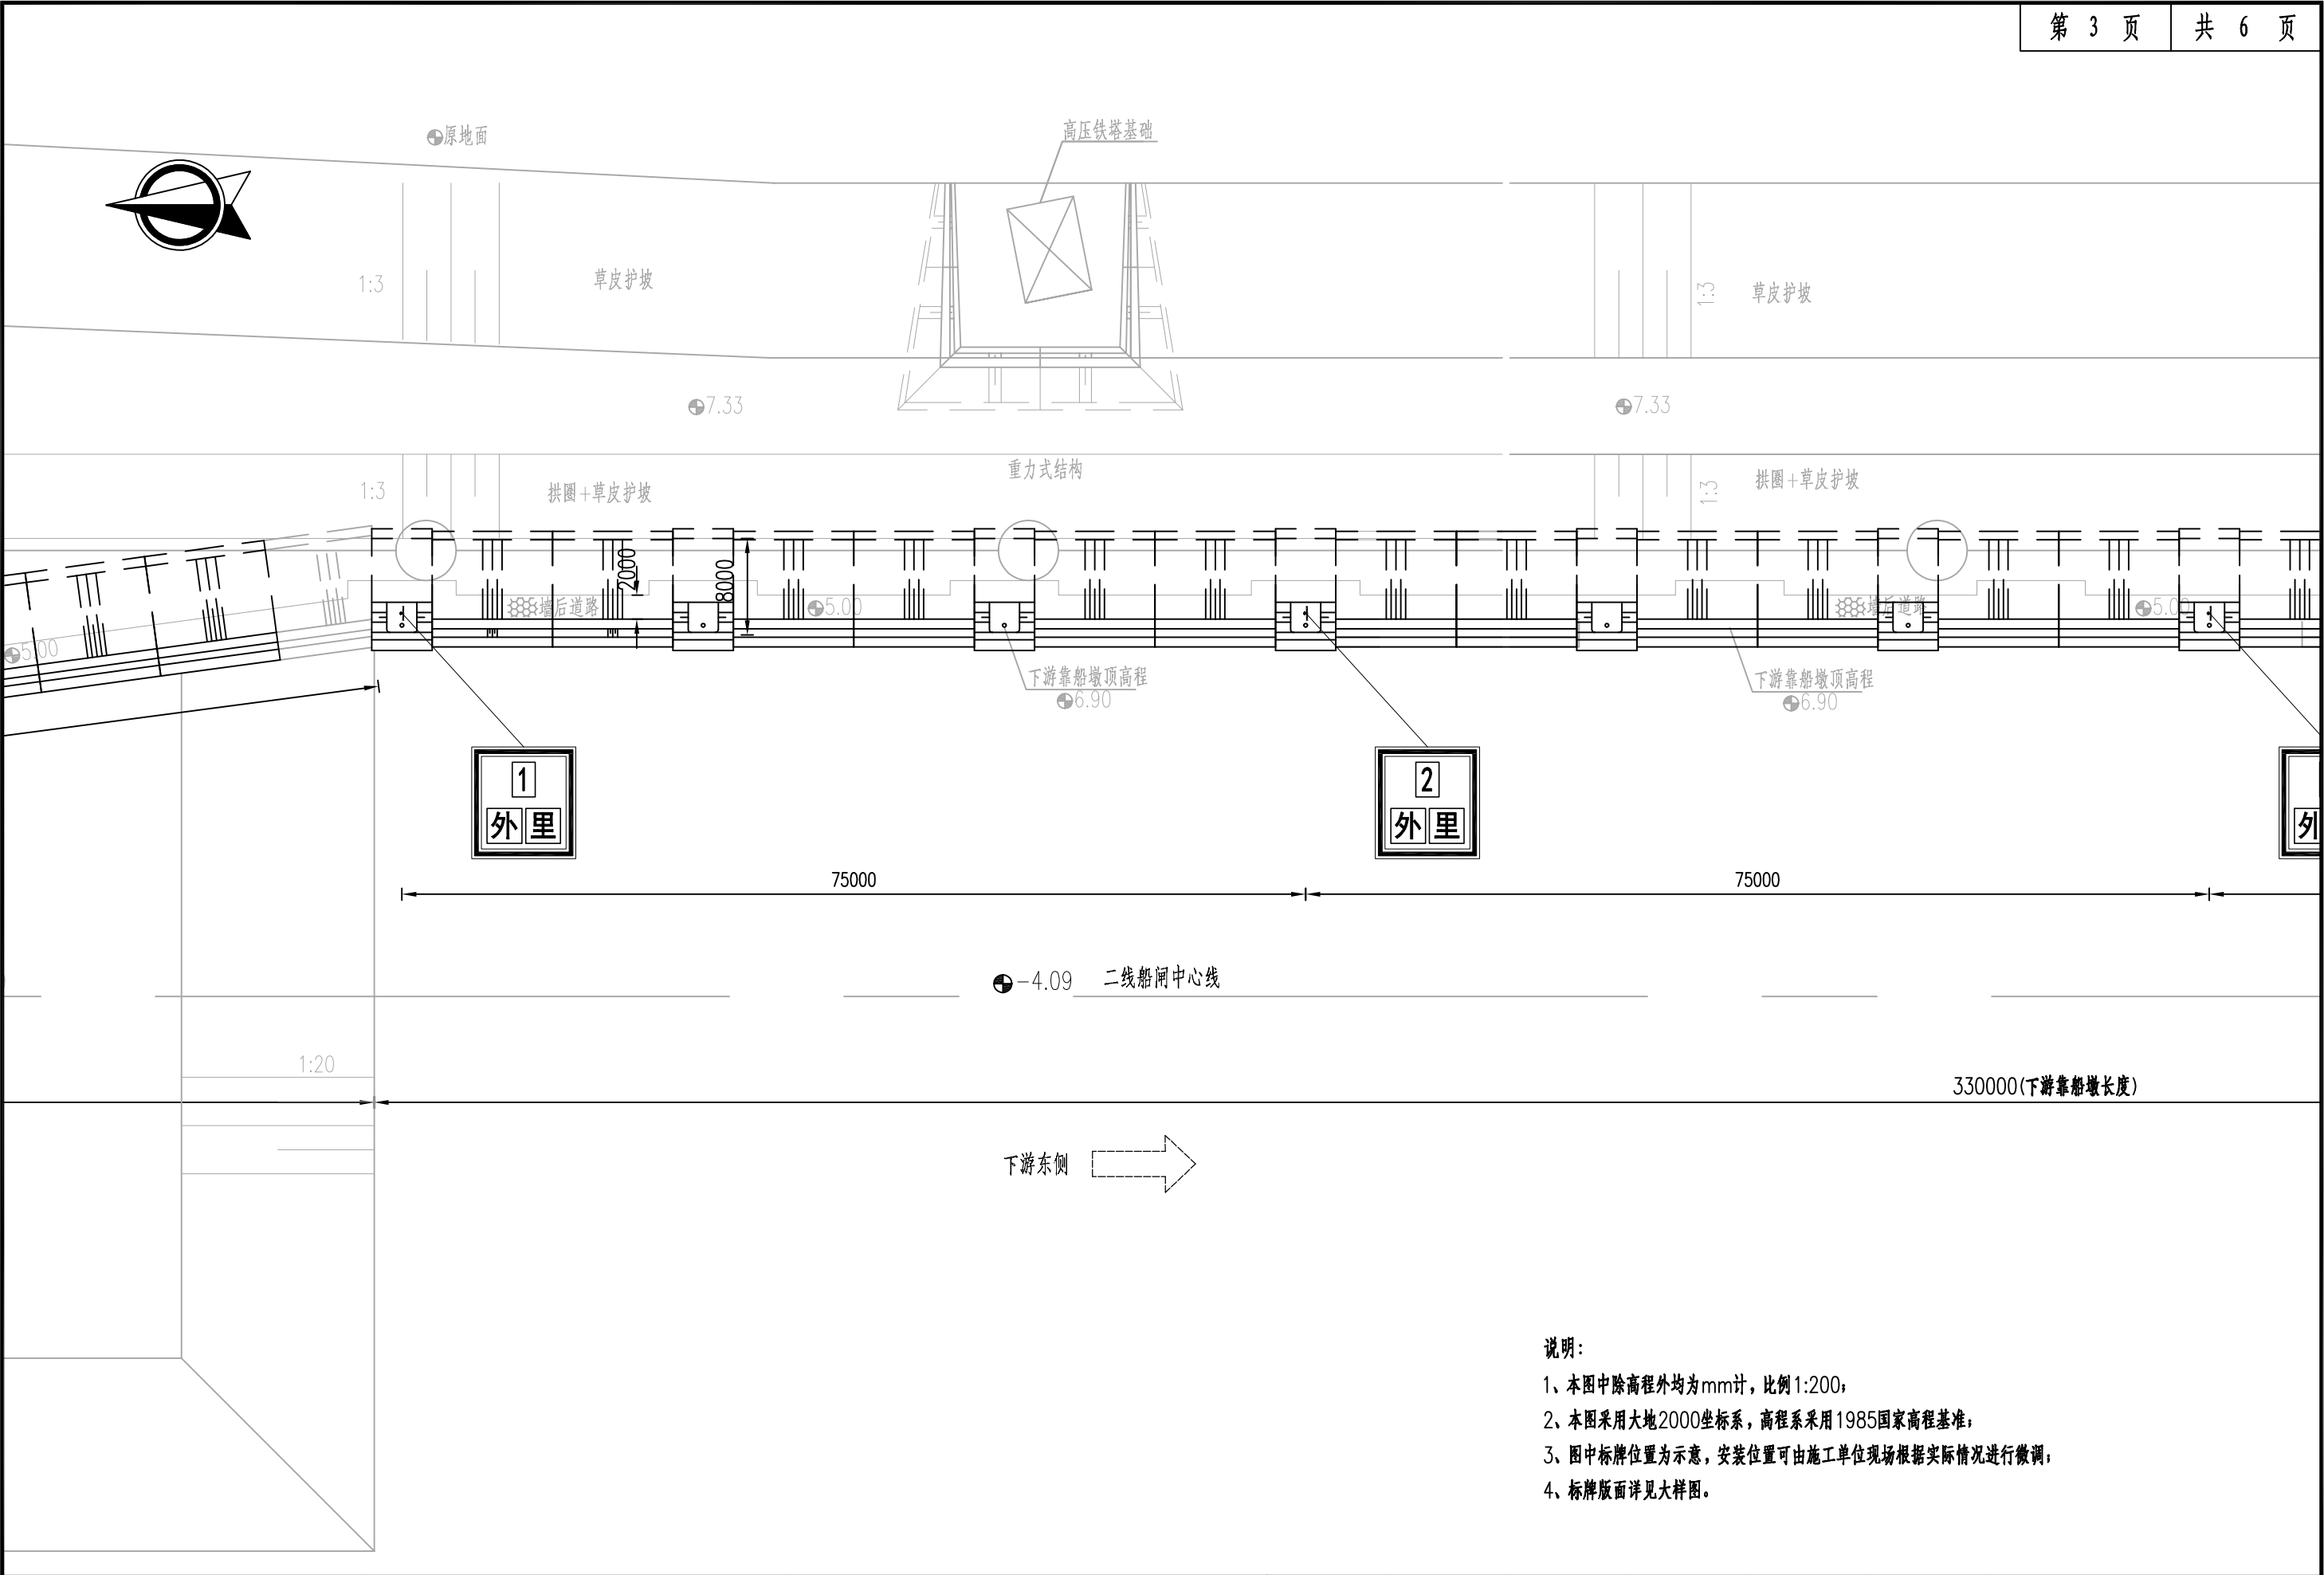 第 3 页 共 6 页
原地面
高压铁塔基础
1:3
草皮护坡
1:3
草皮护坡
7.33
7.33
1:3
拱圈+草皮护坡
重力式结构
1:3
拱圈+草皮护坡
2000
8000
5.00
墙后道路
5.00
墙后道路
5.00
下游靠船墩顶高程
6.90
下游靠船墩顶高程
6.90
1
外 里
2
外 里
外
75000
75000
-4.09 二线船闸中心线
1:20
330000(下游靠船墩长度)
下游东侧
说明:
1、本图中除高程外均为mm计，比例1:200;
2、本图采用大地2000坐标系，高程系采用1985国家高程基准;
3、图中标牌位置为示意，安装位置可由施工单位现场根据实际情况进行微调;
4、标牌版面详见大样图。